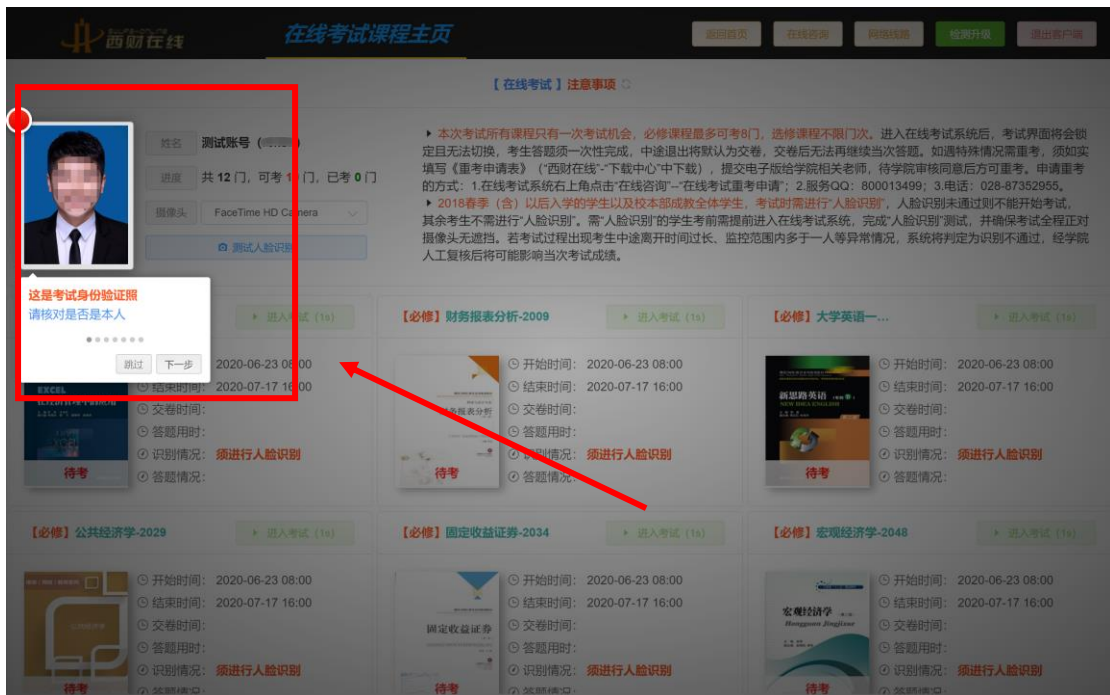 西财在线
在线考试课程主页
返回首页
在线咨询
网络线路
检测升级
退出客户端
【 在线考试 】注意事项
姓名 测试账号（
进度 共 12 门，可考 门，已考 0 门
摄像头 FaceTime HD Camera
测试人脸识别
本次考试所有课程只有一次考试机会，必修课程最多可考8门，选修课程不限门次。进入在线考试系统后，考试界面将会锁
定且无法切换，考生答题须一次性完成，中途退出将默认为交卷，交卷后无法再继续当次答题。如遇特殊情况需重考，须如实
填写《重考申请表》（“西财在线”-“下载中心”中下载），提交电子版给学院相关老师，待学院审核同意后方可重考。申请重考
的方式：1.在线考试系统右上角点击“在线咨询”--“在线考试重考申请”；2.服务QQ：800013499；3.电话：028-87352955。
2018春季（含）以后入学的学生以及校本部成教全体学生，考试时需进行“人脸识别”，人脸识别未通过则不能开始考试，
其余考生不需进行“人脸识别”。需“人脸识别”的学生考前需提前进入在线考试系统，完成“人脸识别”测试，并确保考试全程正对
摄像头无遮挡。若考试过程出现考生中途离开时间过长、监控范围内多于一人等异常情况，系统将判定为识别不通过，经学院
人工复核后将可能影响当次考试成绩。
这是考试身份验证照
请核对是否是本人
跳过 下一步
进入考试（1s）
2020-06-23 08:00
结束时间： 2020-07-17 16:00
交卷时间：
答题用时：
识别情况： 须进行人脸识别
答题情况：
EXCEL
待考
【必修】财务报表分析-2009
进入考试（1s）
务报表分析
待考
开始时间： 2020-06-23 08:00
结束时间： 2020-07-17 16:00
交卷时间：
答题用时：
识别情况： 须进行人脸识别
答题情况：
【必修】大学英语一...
进入考试（1s）
新思路英语
NEW IDEA ENGLISH
待考
开始时间： 2020-06-23 08:00
结束时间： 2020-07-17 16:00
交卷时间：
答题用时：
识别情况： 须进行人脸识别
答题情况：
【必修】公共经济学-2029
进入考试（1s）
公共经济学
待考
开始时间： 2020-06-23 08:00
结束时间： 2020-07-17 16:00
交卷时间：
答题用时：
识别情况： 须进行人脸识别
答题情况：
【必修】固定收益证券-2034
进入考试（1s）
固定收益证券
待考
开始时间： 2020-06-23 08:00
结束时间： 2020-07-17 16:00
交卷时间：
答题用时：
识别情况： 须进行人脸识别
答题情况：
【必修】宏观经济学-2048
进入考试（1s）
宏观经济学
Hongguan Jingjixue
待考
开始时间： 2020-06-23 08:00
结束时间： 2020-07-17 16:00
交卷时间：
答题用时：
识别情况： 须进行人脸识别
答题情况：